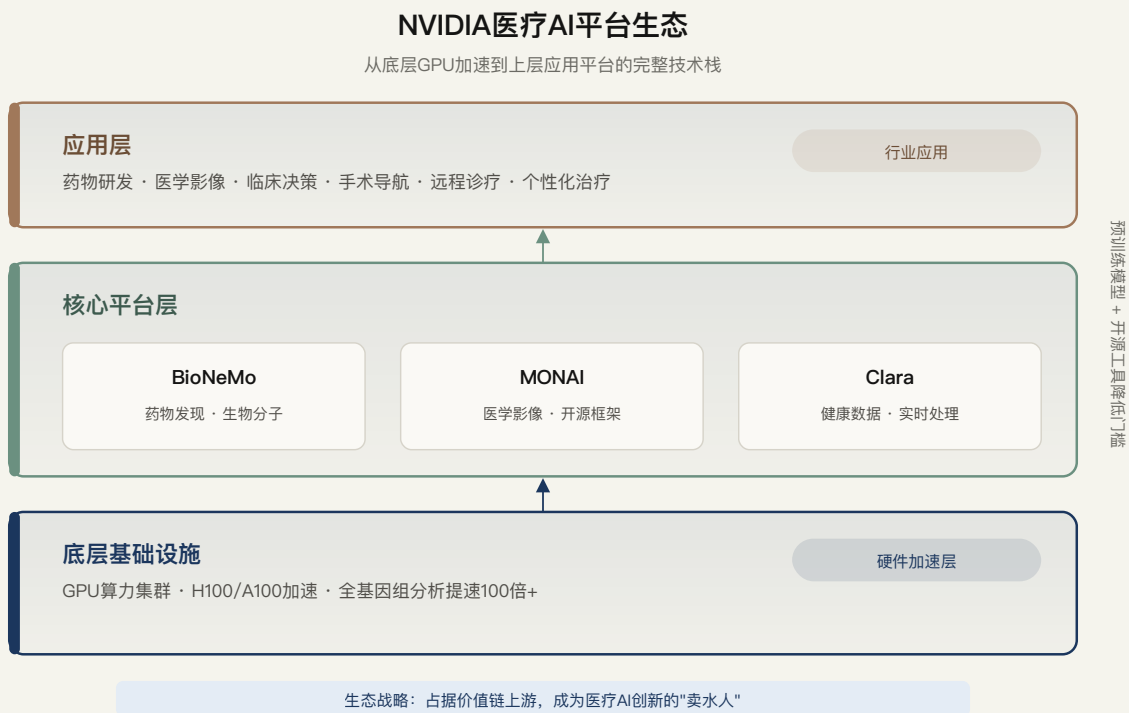 NVIDIA医疗AI平台生态
从底层GPU加速到上层应用平台的完整技术栈
应用层
行业应用
药物研发 · 医学影像 · 临床决策 · 手术导航 · 远程诊疗 · 个性化治疗
核心平台层
BioNeMo
药物发现 · 生物分子
MONAI
医学影像 · 开源框架
Clara
健康数据 · 实时处理
预训练模型 + 开源工具降低门槛
底层基础设施
硬件加速层
GPU算力集群 · H100/A100加速 · 全基因组分析提速100倍+
生态战略：占据价值链上游，成为医疗AI创新的"卖水人"